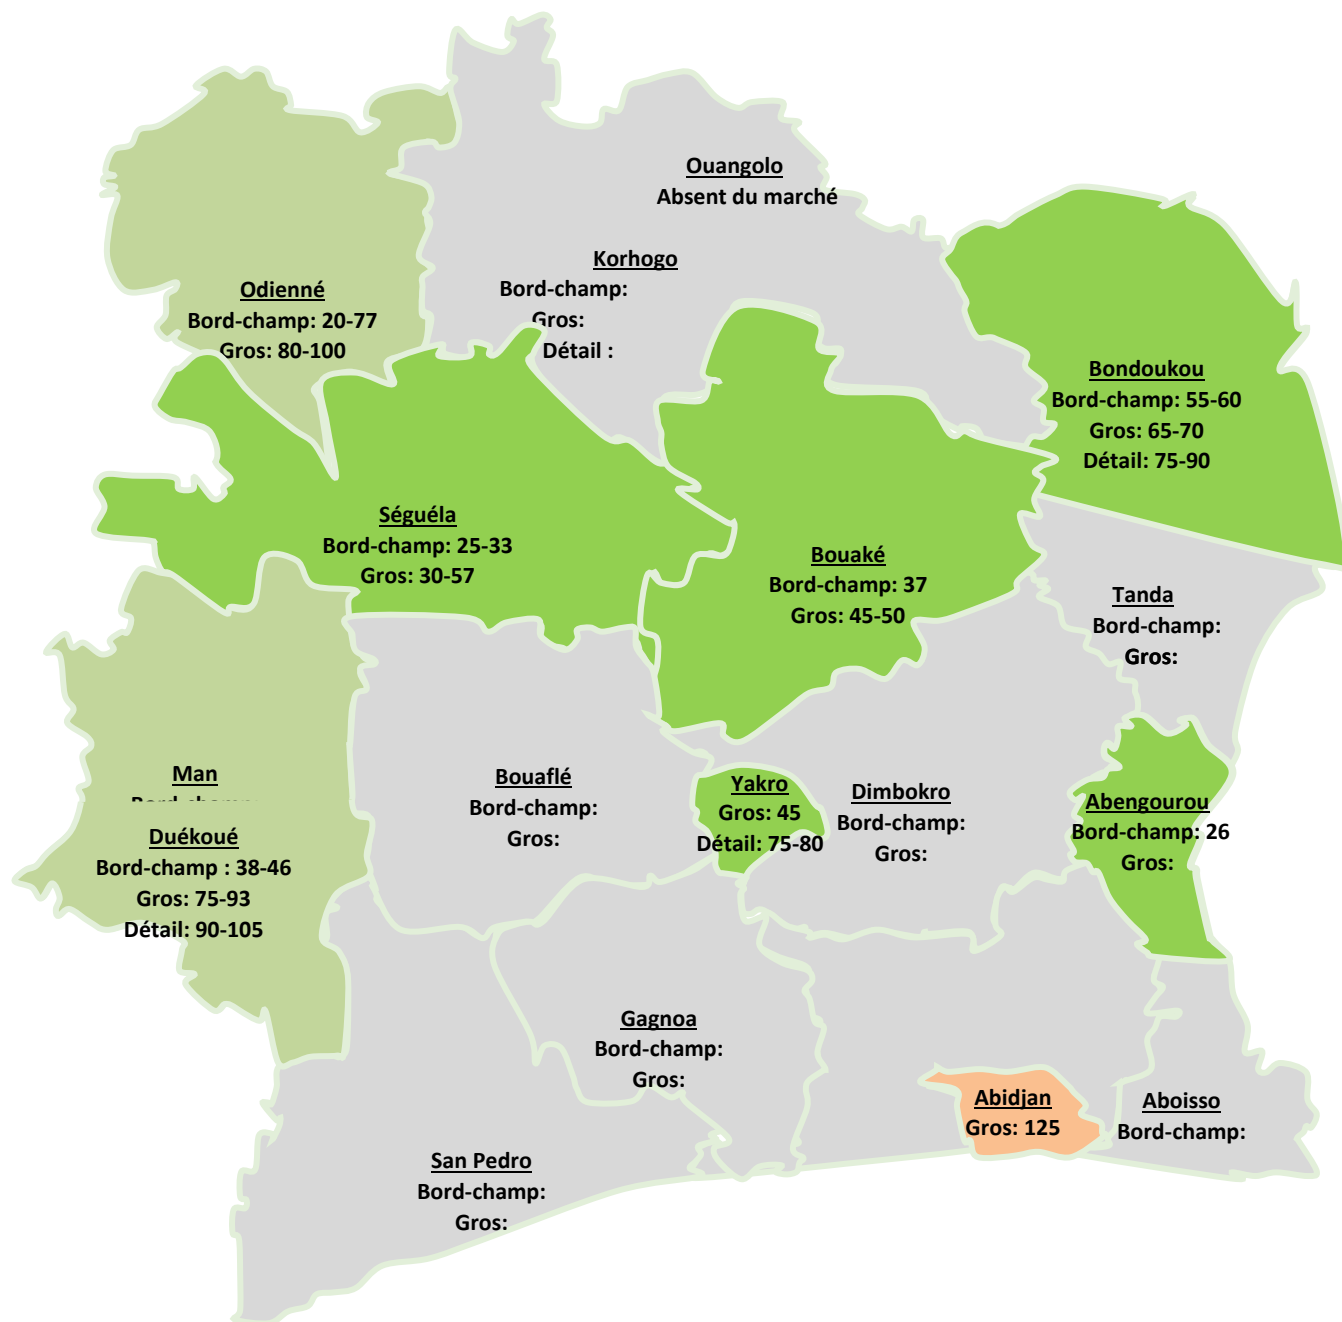 Ouangolo
Absent du marché
Korhogo
Bord-champ:
Gros:
Détail :
Odienné
Bord-champ: 20-77
Gros: 80-100
Bondoukou
Bord-champ: 55-60
Gros: 65-70
Détail: 75-90
Séguéla
Bord-champ: 25-33
Gros: 30-57
Bouaké
Bord-champ: 37
Gros: 45-50
Tanda
Bord-champ:
Gros:
Man
Duékoué
Bord-champ : 38-46
Gros: 75-93
Détail: 90-105
Bouaflé
Bord-champ:
Gros:
Yakro
Gros: 45
Détail: 75-80
Dimbokro
Bord-champ:
Gros:
Abengourou
Bord-champ: 26
Gros:
Gagnoa
Bord-champ:
Gros:
Abidjan
Gros: 125
Aboisso
Bord-champ:
San Pedro
Bord-champ:
Gros: